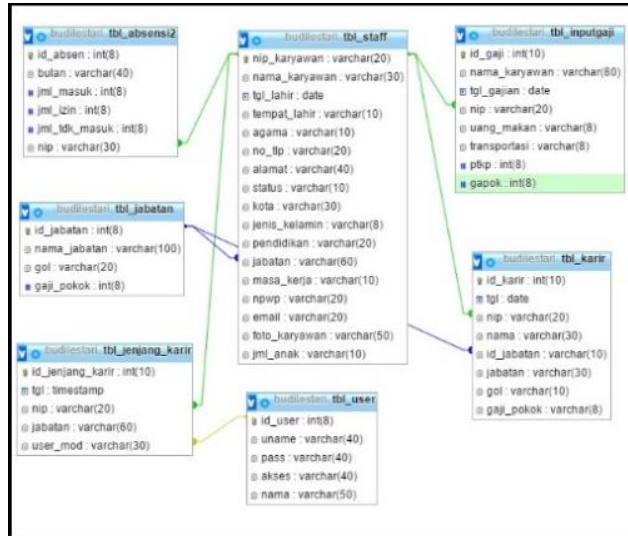 budilestari.tbl_absensi2
id_absen : int(8)
bulan : varchar(40)
jml_masuk : int(8)
jml_izin : int(8)
jml_tdk_masuk : int(8)
nip : varchar(30)
budilestari.tbl_staff
nip_karyawan : varchar(20)
nama_karyawan : varchar(30)
tgl_lahir : date
tempat_lahir : varchar(10)
agama : varchar(10)
no_tlp : varchar(20)
alamat : varchar(40)
status : varchar(10)
kota : varchar(30)
jenis_kelamin : varchar(8)
pendidikan : varchar(20)
jabatan : varchar(60)
masa_kerja : varchar(10)
npwp : varchar(20)
email : varchar(20)
foto_karyawan : varchar(50)
jml_anak : varchar(10)
budilestari.tbl_inputgaji
id_gaji : int(10)
nama_karyawan : varchar(80)
tgl_gajian : date
nip : varchar(20)
uang_makan : varchar(8)
transportasi : varchar(8)
ptkp : int(8)
gapok : int(8)
budilestari.tbl_jabatan
id_jabatan : int(8)
nama_jabatan : varchar(100)
gol : varchar(20)
gaji_pokok : int(8)
budilestari.tbl_karir
id_karir : int(10)
tgl : date
nip : varchar(20)
nama : varchar(30)
id_jabatan : varchar(10)
jabatan : varchar(30)
gol : varchar(10)
gaji_pokok : varchar(8)
budilestari.tbl_jenjang_karir
id_jenjang_karir : int(10)
tgl : timestamp
nip : varchar(20)
jabatan : varchar(60)
user_mod : varchar(30)
budilestari.tbl_user
id_user : int(8)
uname : varchar(40)
pass : varchar(40)
akses : varchar(40)
nama : varchar(50)